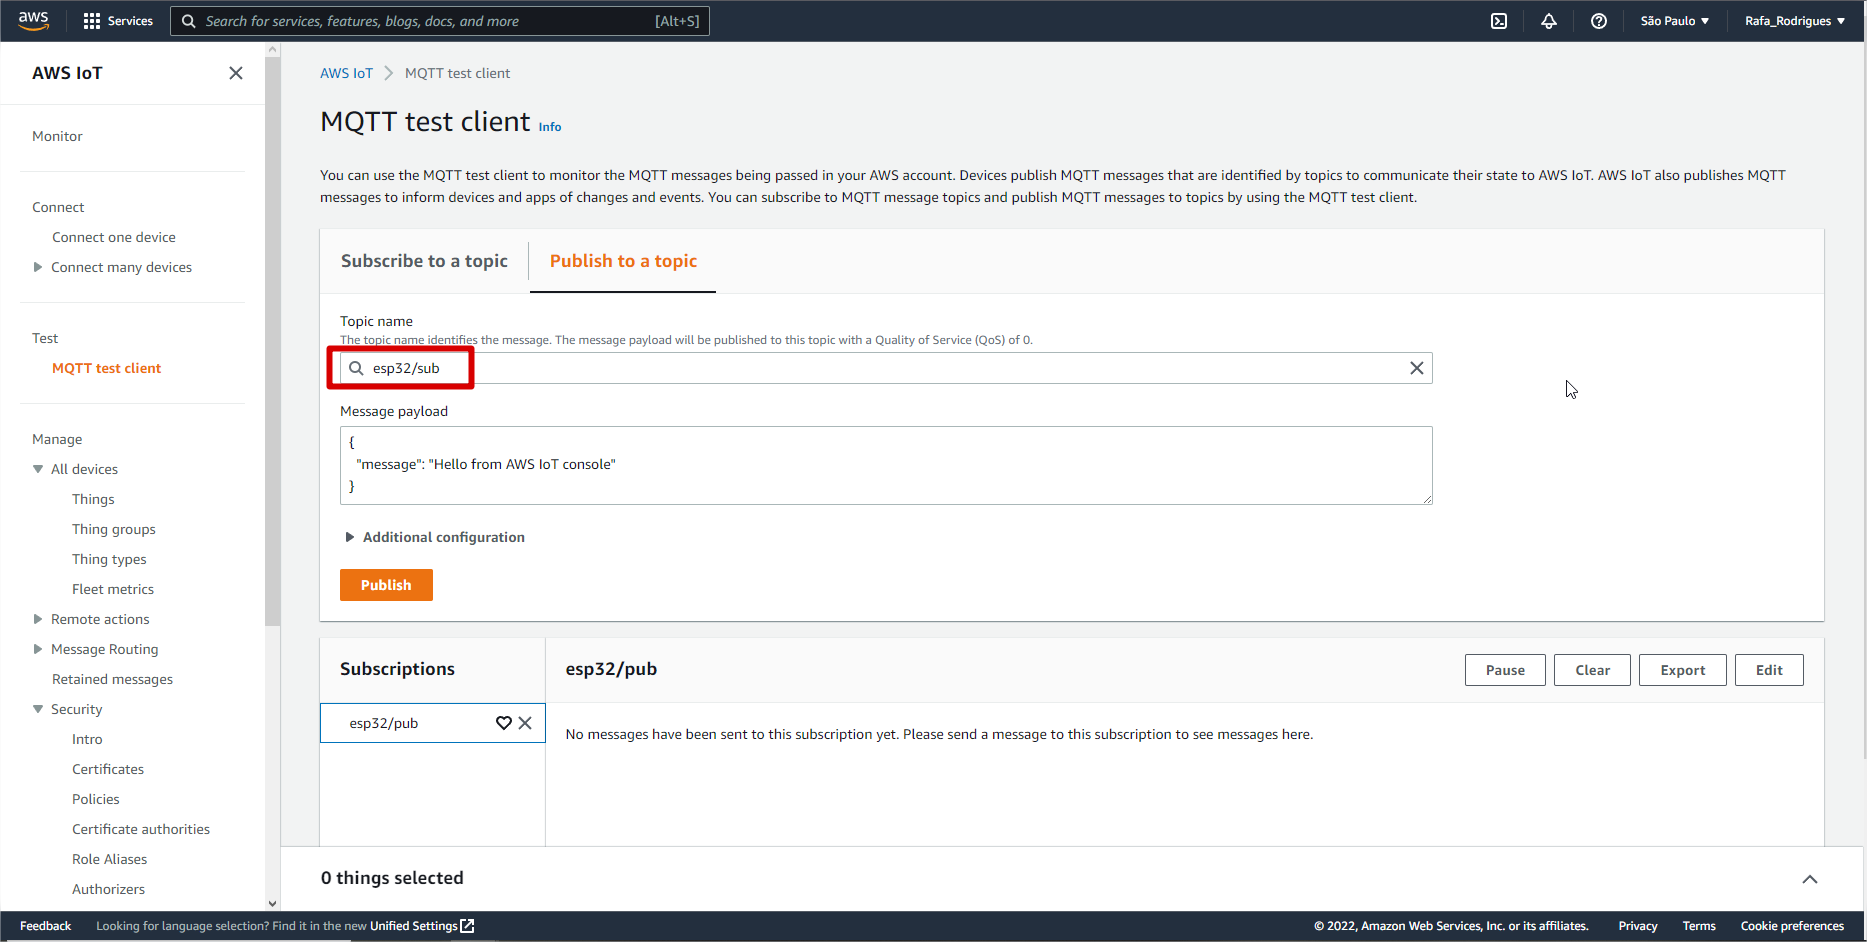 aws
Services
Search for services, features, blogs, docs, and more
[Alt+S]
São Paulo
Rafa_Rodrigues
AWS IoT
Monitor
Connect
Connect one device
Connect many devices
Test
MQTT test client
Manage
All devices
Things
Thing groups
Thing types
Fleet metrics
Remote actions
Message Routing
Retained messages
Security
Intro
Certificates
Policies
Certificate authorities
Role Aliases
Authorizers
AWS IoT
MQTT test client
MQTT test client Info
You can use the MQTT test client to monitor the MQTT messages being passed in your AWS account. Devices publish MQTT messages that are identified by topics to communicate their state to AWS IoT. AWS IoT also publishes MQTT
messages to inform devices and apps of changes and events. You can subscribe to MQTT message topics and publish MQTT messages to topics by using the MQTT test client.
Subscribe to a topic
Publish to a topic
Topic name
The topic name identifies the message. The message payload will be published to this topic with a Quality of Service (QoS) of 0.
esp32/sub
Message payload
{
"message": "Hello from AWS IoT console"
}
Additional configuration
Publish
Subscriptions
esp32/pub
esp32/pub
Pause
Clear
Export
Edit
No messages have been sent to this subscription yet. Please send a message to this subscription to see messages here.
0 things selected
Feedback
Looking for language selection? Find it in the new Unified Settings
© 2022, Amazon Web Services, Inc. or its affiliates.
Privacy
Terms
Cookie preferences